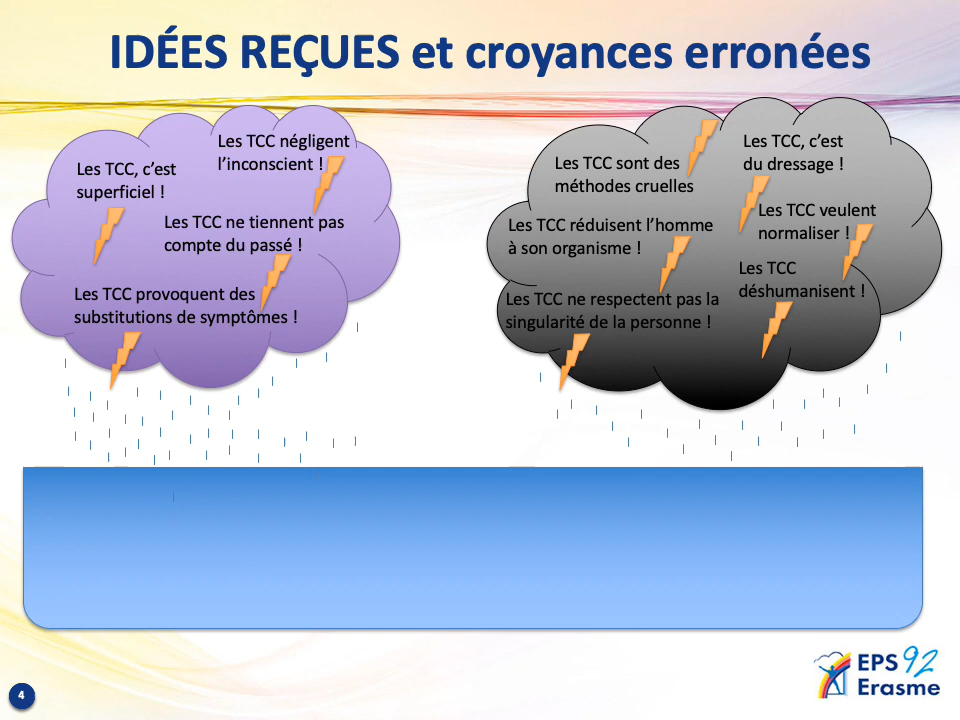 IDÉES REÇUES et croyances erronées
Les TCC négligent
l'inconscient !
Les TCC, c'est
superficiel !
Les TCC ne tiennent pas
compte du passé !
Les TCC provoquent des
substitutions de symptômes !
Les TCC, c'est
du dressage !
Les TCC sont des
méthodes cruelles
Les TCC veulent
normaliser !
Les TCC réduisent l'homme
à son organisme !
Les TCC
déshumanisent !
Les TCC ne respectent pas la
singularité de la personne !
EPS 92
Erasme
4